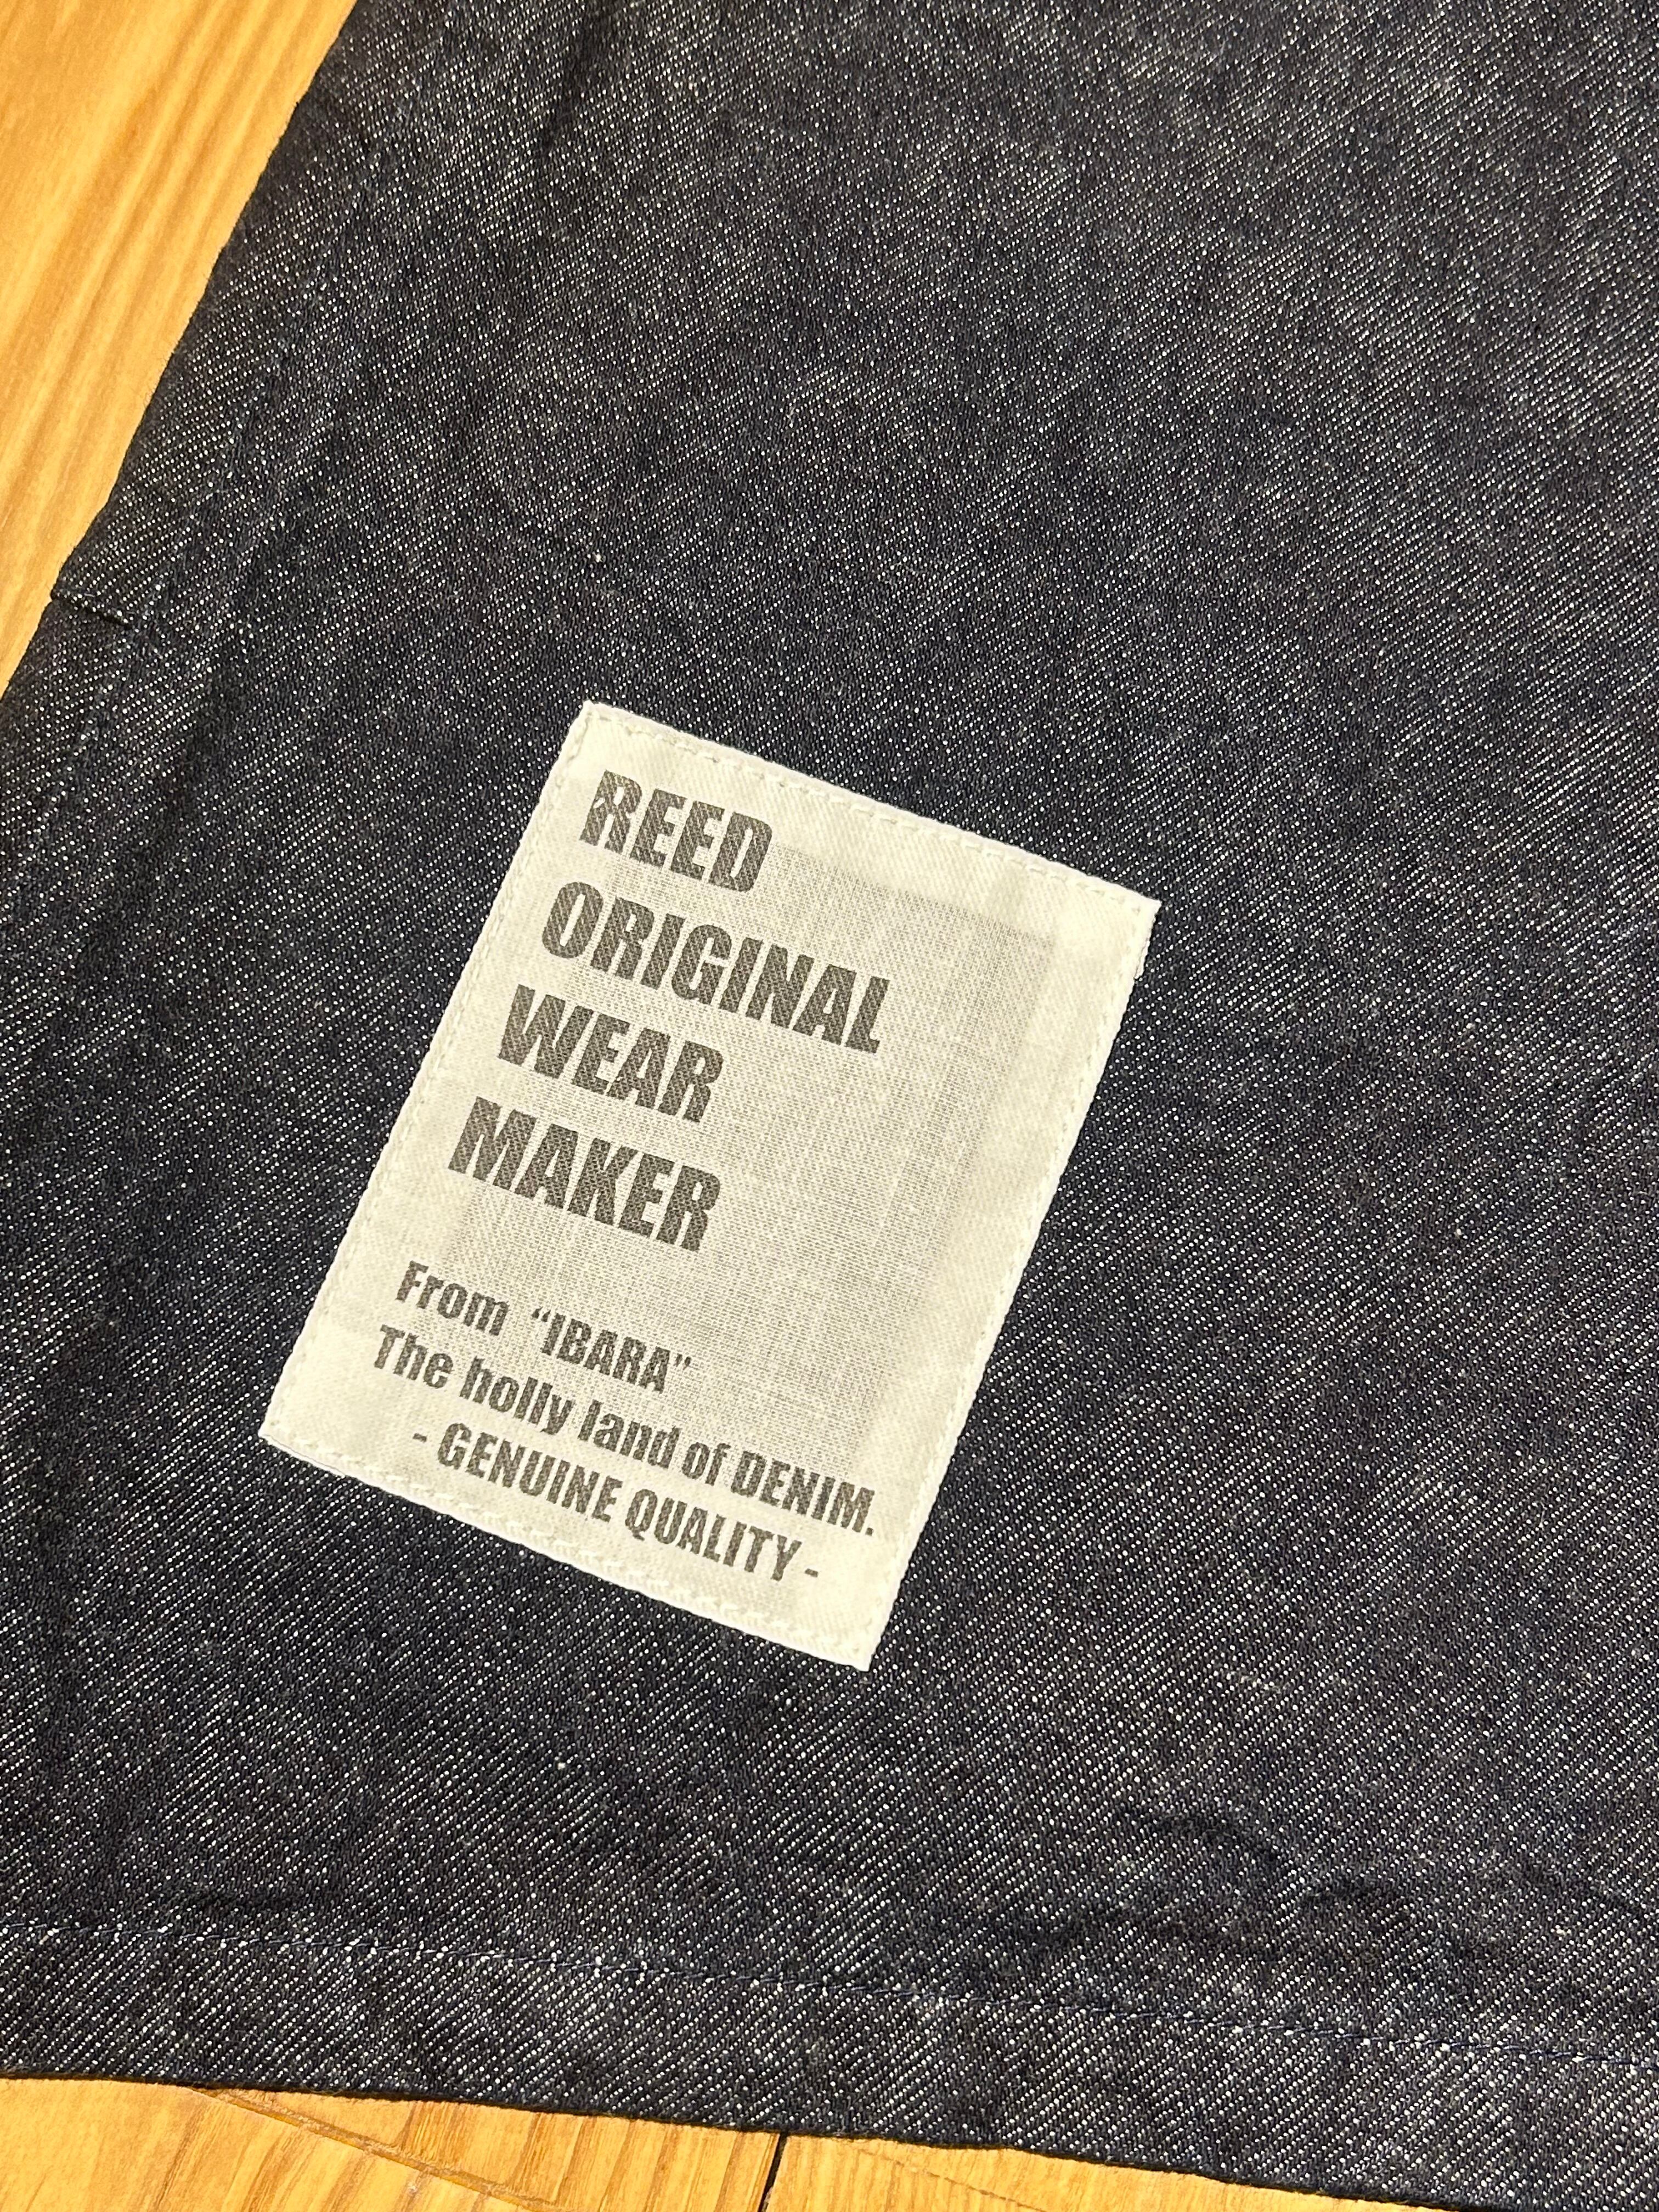 REED
ORIGINAL
WEAR
MAKER
From “IBARA”
The holly land of DENIM.
- GENUINE QUALITY -